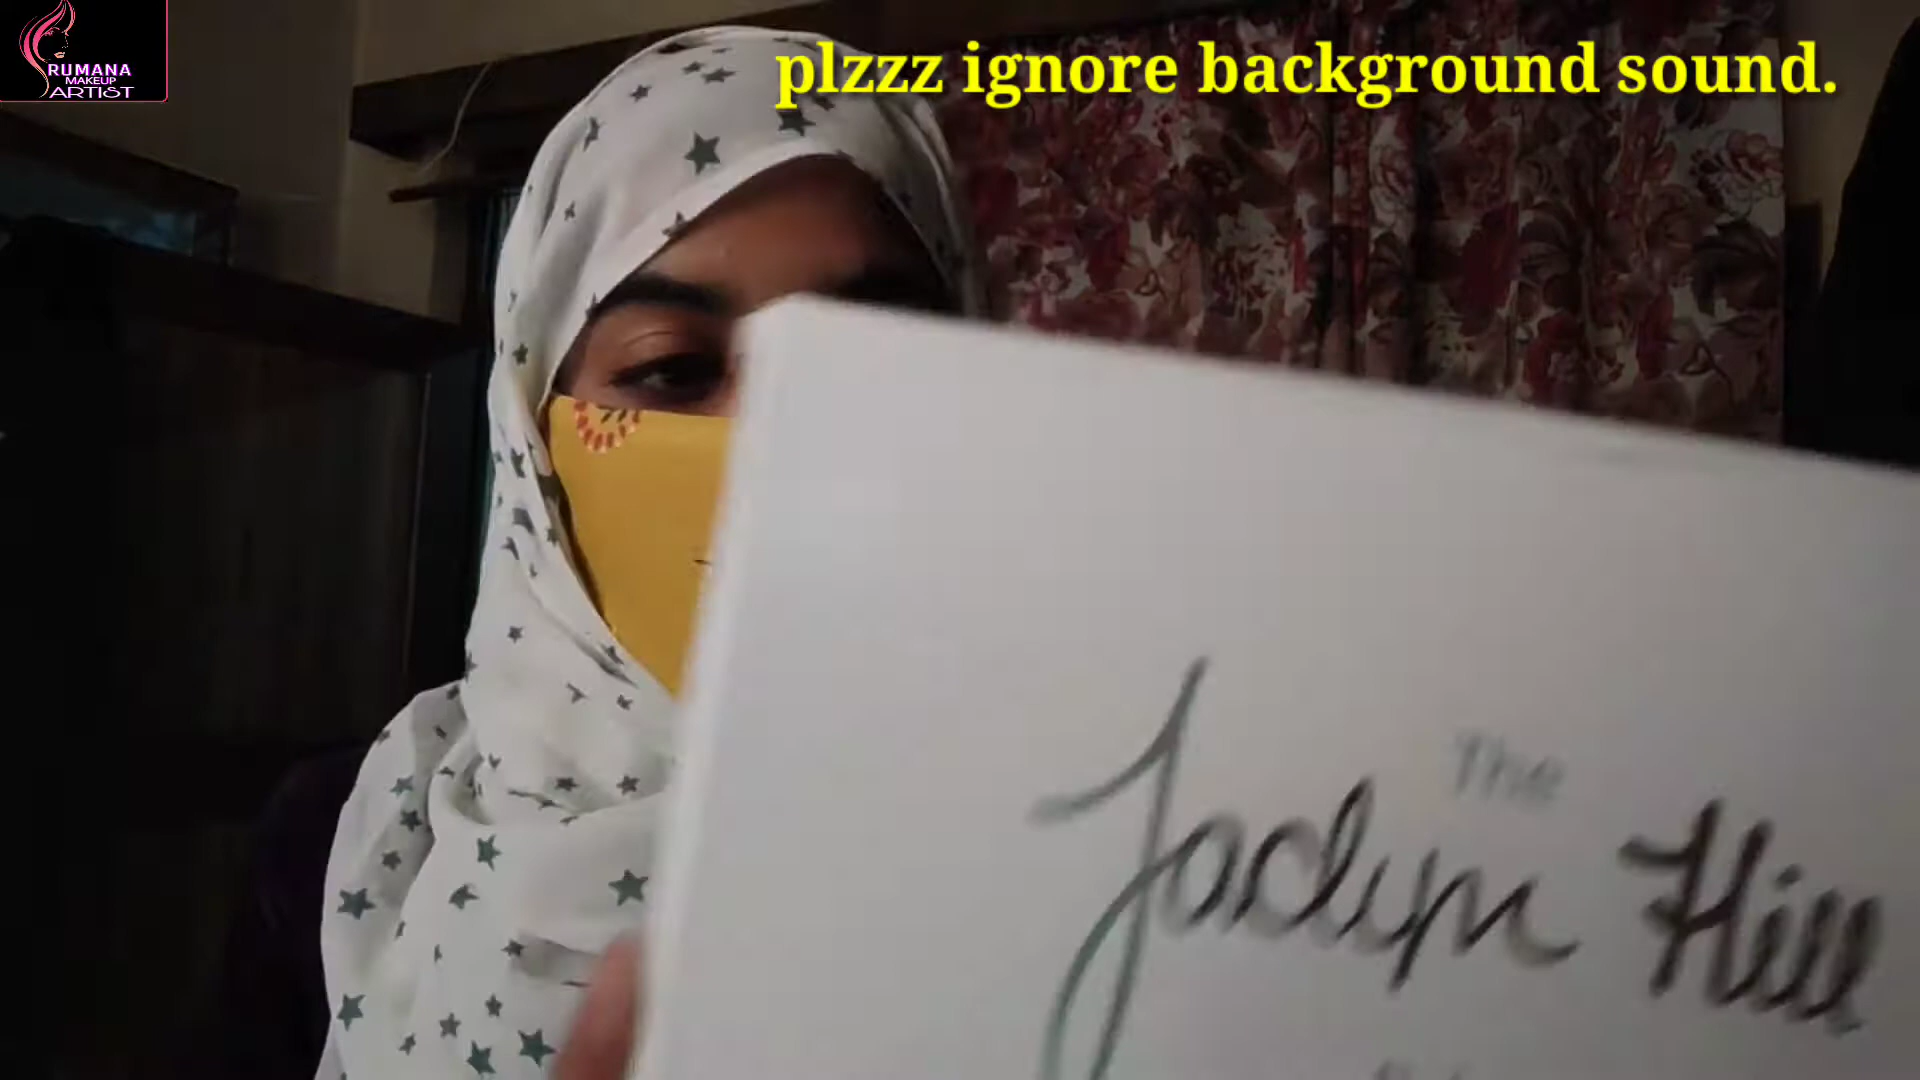 RUMANA
MAKEUP
ARTIST
plzzz ignore background sound.
The
Jaclyn Hill